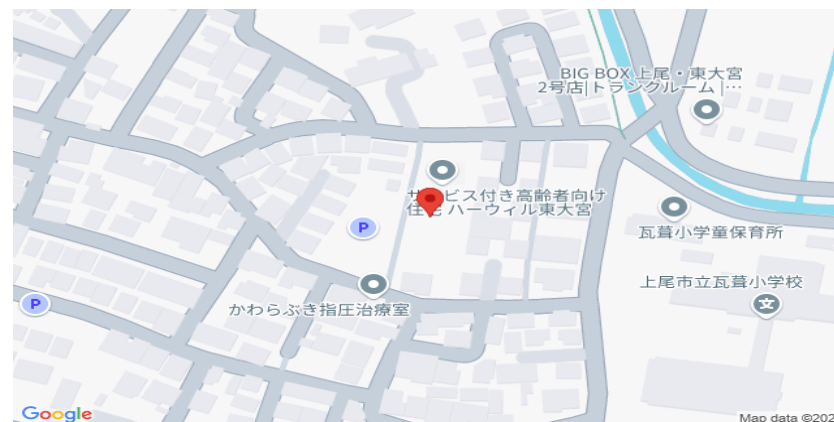 BIG BOX 上尾・東大宮
2号店|トランクルーム |…
サービス付き高齢者向け
住宅 ハーウィル東大宮
P
瓦葺小学童保育所
上尾市立瓦葺小学校
文
かわらぶき指圧治療室
P
Google
Map data ©202